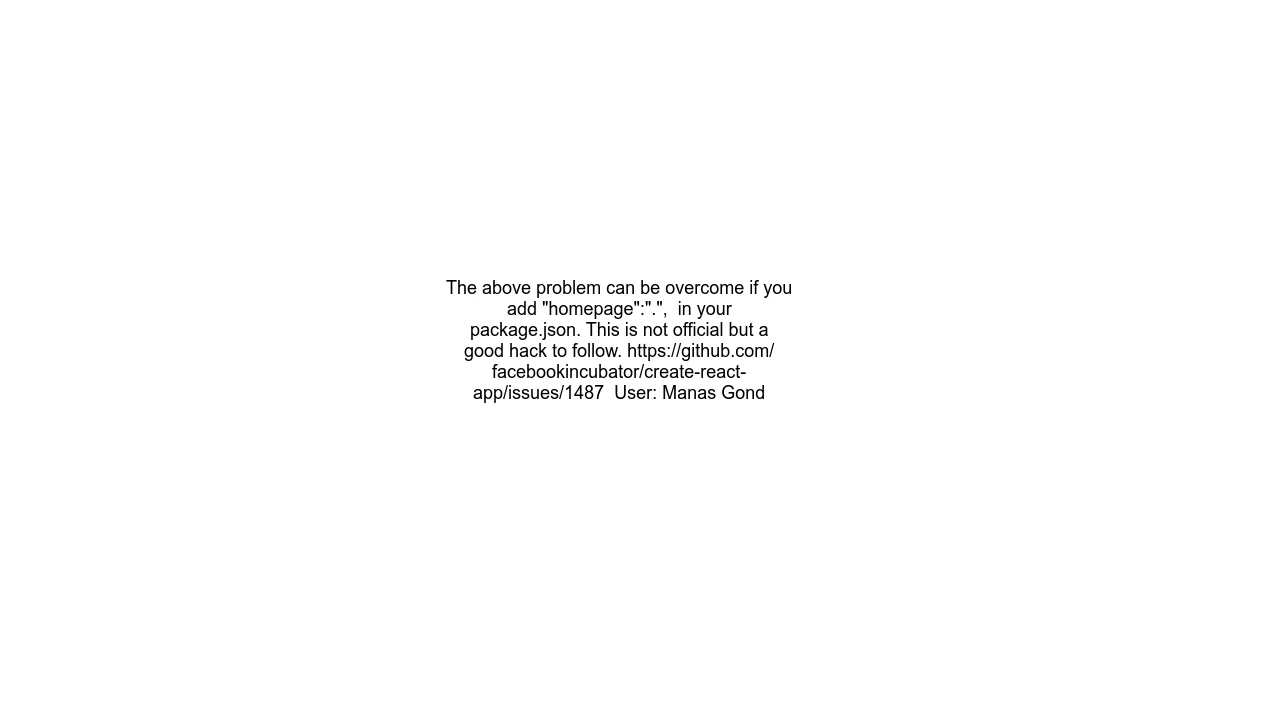 The above problem can be overcome if you
add "homepage":".",  in your
package.json. This is not official but a
good hack to follow. https://github.com/
facebookincubator/create-react-
app/issues/1487  User: Manas Gond